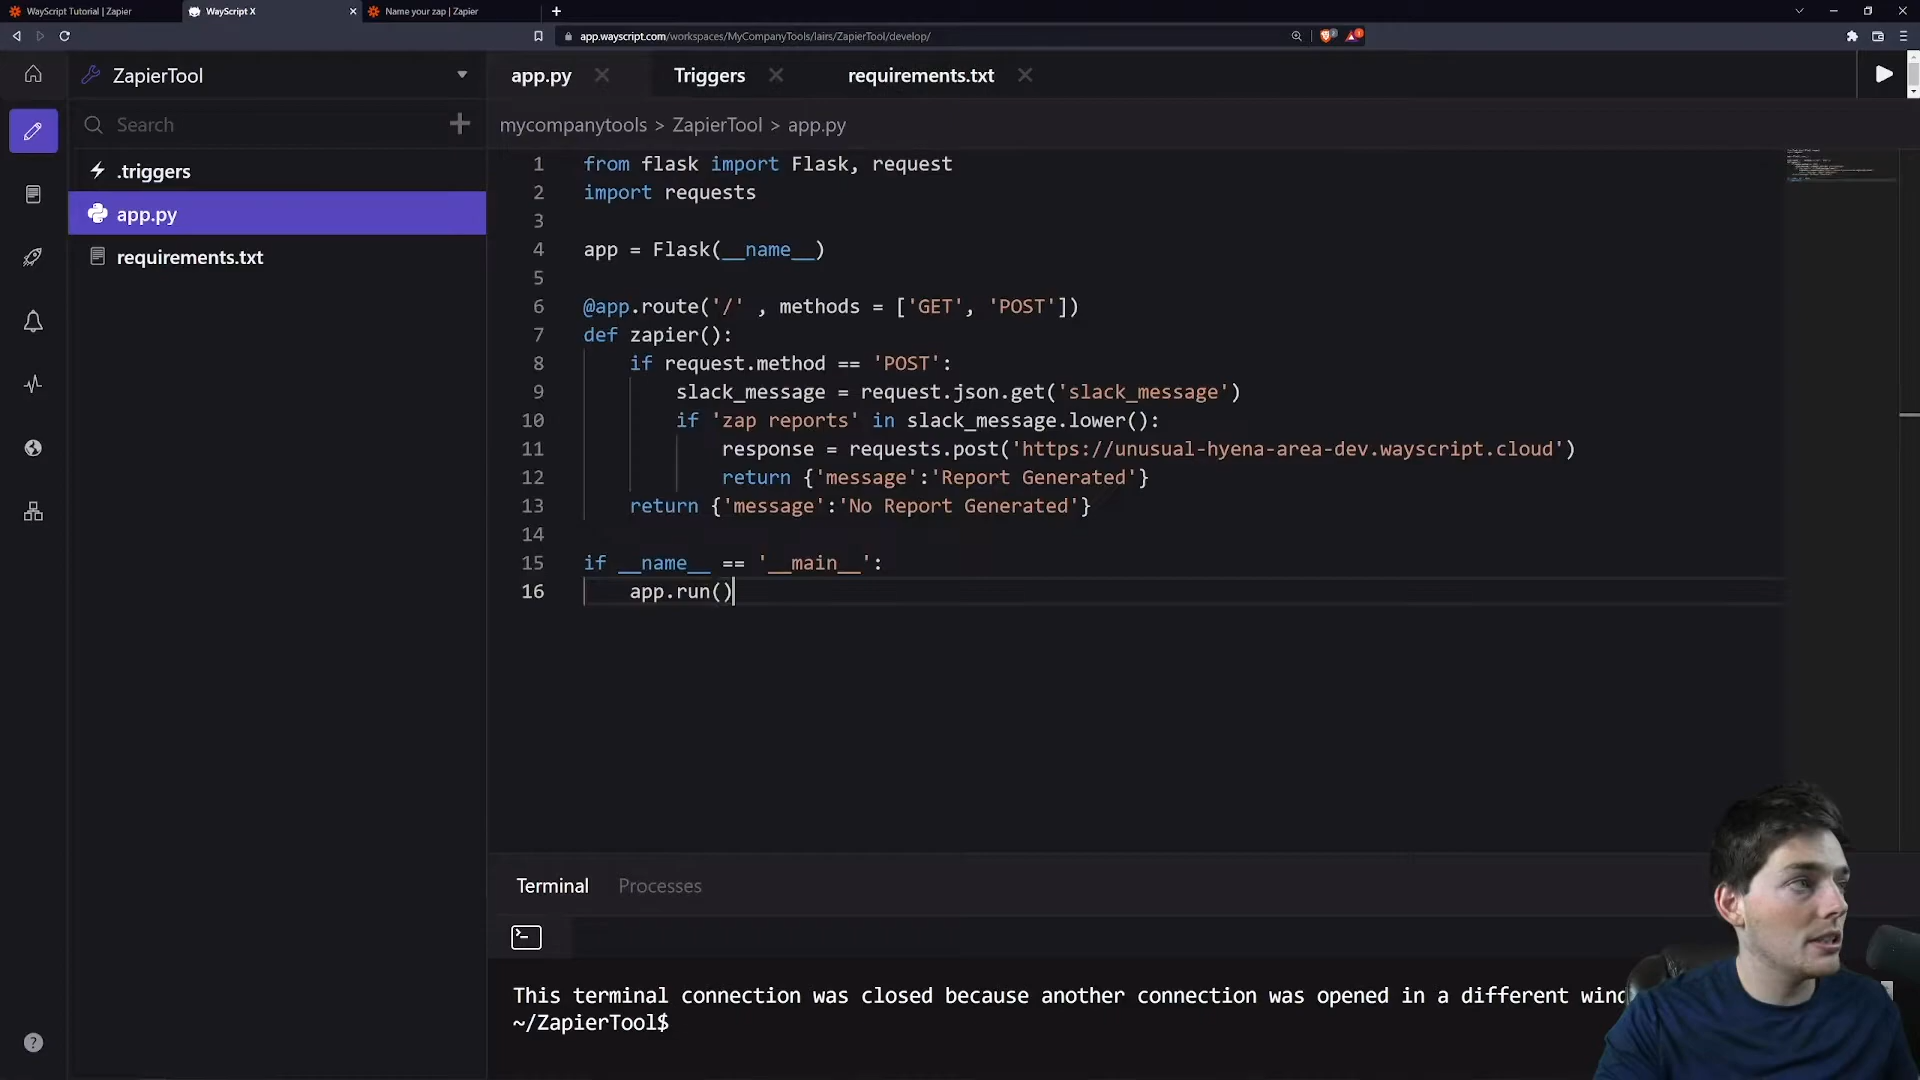 WayScript Tutorial | Zapier
WayScript X
Name your zap | Zapier
app.wayscript.com/workspaces/MyCompanyTools/lairs/ZapierTool/develop/
ZapierTool
app.py
Triggers
requirements.txt
Search
mycompanytools > ZapierTool > app.py
.triggers
app.py
requirements.txt
1 from flask import Flask, request
2 import requests
3
4 app = Flask(__name__)
5
6 @app.route('/' , methods = ['GET', 'POST'])
7 def zapier():
8 if request.method == 'POST':
9 slack_message = request.json.get('slack_message')
10 if 'zap reports' in slack_message.lower():
11 response = requests.post('https://unusual-hyena-area-dev.wayscript.cloud')
12 return {'message':'Report Generated'}
13 return {'message':'No Report Generated'}
14
15 if __name__ == '__main__':
16 app.run()
Terminal
Processes
This terminal connection was closed because another connection was opened in a different wind
~/ZapierTool$